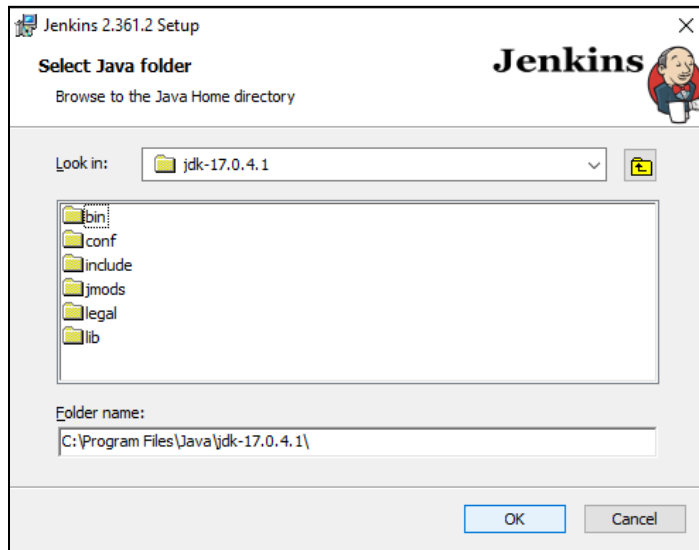 Jenkins 2.361.2 Setup
Select Java folder
Browse to the Java Home directory
Jenkins
Look in:
jdk-17.0.4.1
bin
conf
include
jmods
legal
lib
Folder name:
C:\Program Files\Java\jdk-17.0.4.1\
OK
Cancel